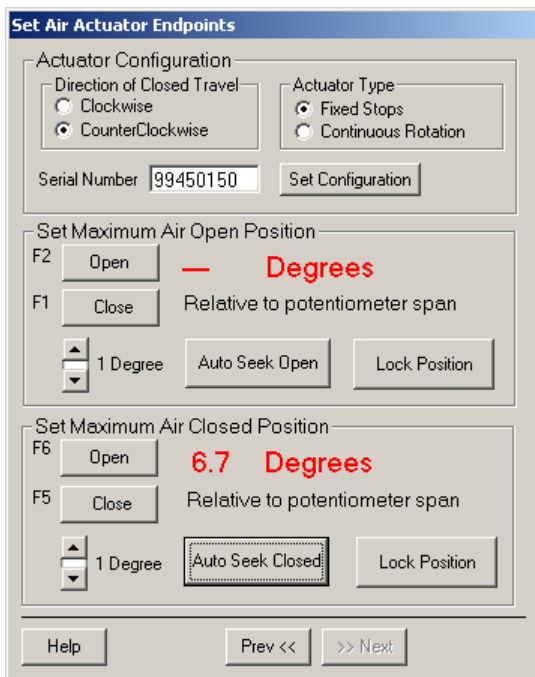 Set Air Actuator Endpoints
Actuator Configuration
Direction of Closed Travel
Clockwise
CounterClockwise
Actuator Type
Fixed Stops
Continuous Rotation
Serial Number 99450150 Set Configuration
Set Maximum Air Open Position
F2 Open — Degrees
F1 Close Relative to potentiometer span
1 Degree Auto Seek Open Lock Position
Set Maximum Air Closed Position
F6 Open 6.7 Degrees
F5 Close Relative to potentiometer span
1 Degree Auto Seek Closed Lock Position
Help Prev << >> Next